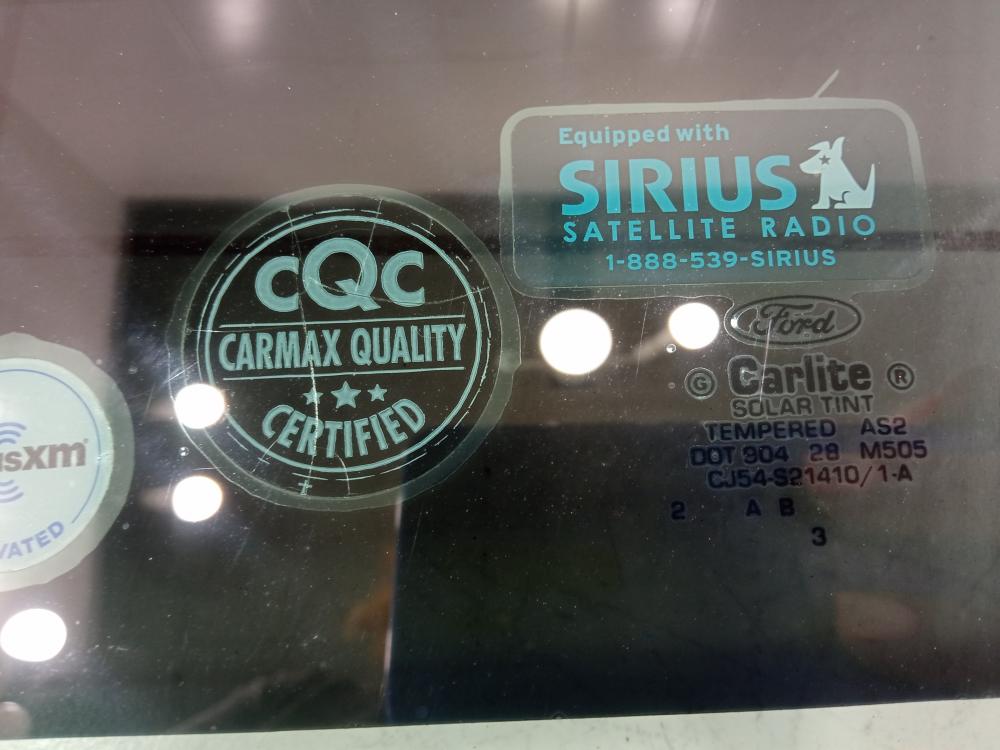 Equipped with
SIRIUS
SATELLITE RADIO
1-888-539-SIRIUS
CQC
CARMAX QUALITY
CERTIFIED
Ford
G Carlite ®
SOLAR TINT
TEMPERED AS2
DOT 904 28 M505
CJ54-S21410/1-A
2 A B
3
usxm
VATED